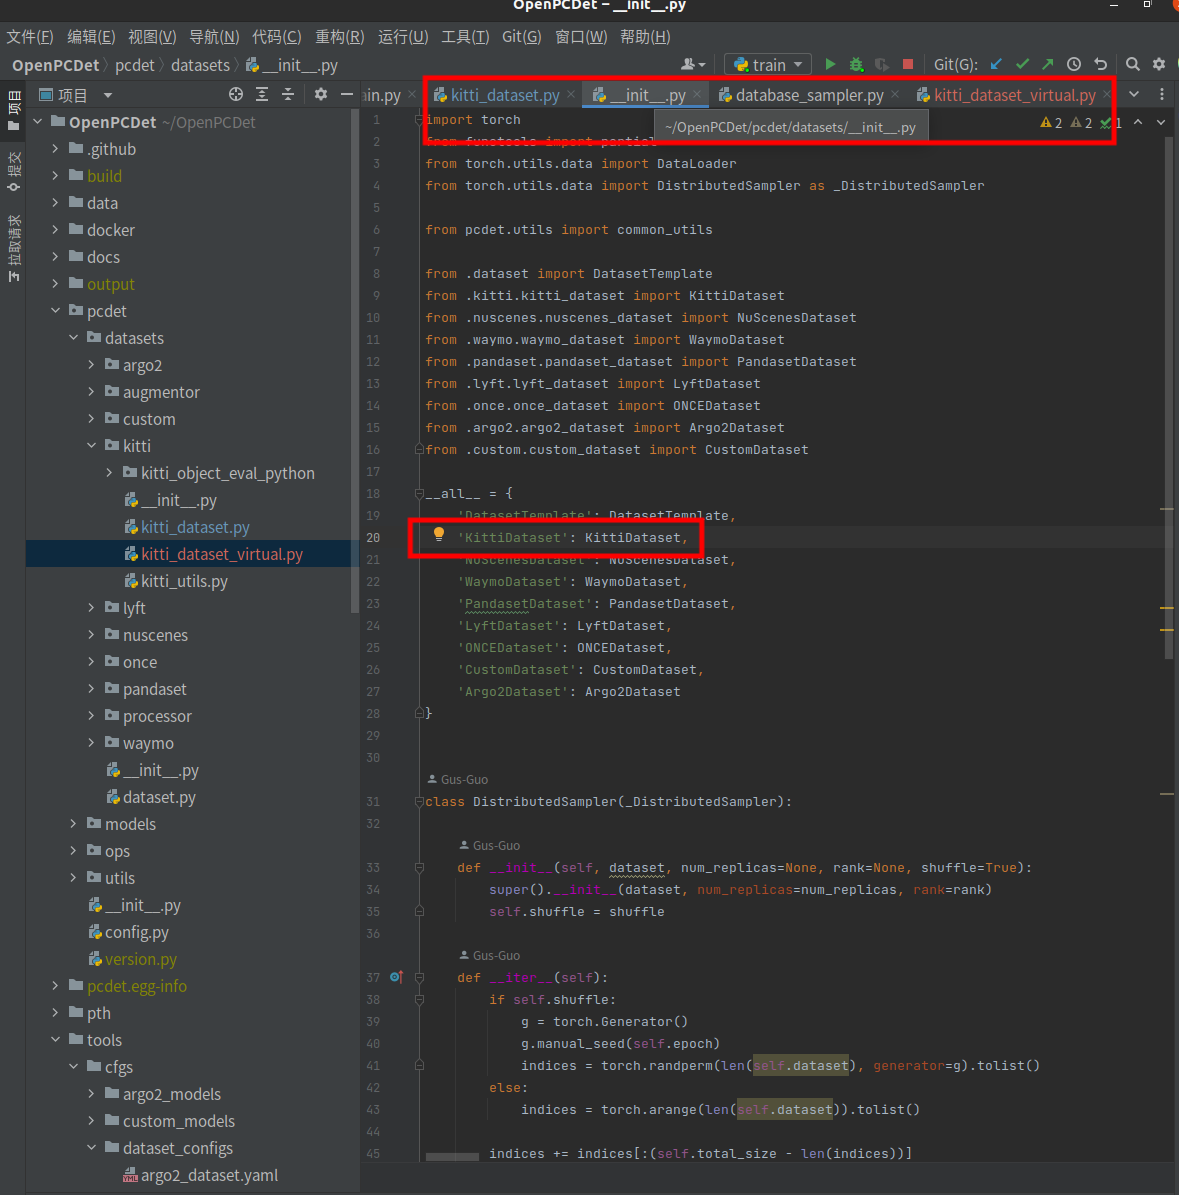 OpenPCDet – __init__.py
文件(F) 编辑(E) 视图(V) 导航(N) 代码(C) 重构(R) 运行(U) 工具(T) Git(G) 窗口(W) 帮助(H)
OpenPCDet pcdet datasets __init__.py train Git(G):
项目 ain.py kitti_dataset.py __init__.py database_sampler.py kitti_dataset_virtual.py
项目
提交
拉取请求
OpenPCDet ~/OpenPCDet
.github
build
data
docker
docs
output
pcdet
datasets
argo2
augmentor
custom
kitti
kitti_object_eval_python
__init__.py
kitti_dataset.py
kitti_dataset_virtual.py
kitti_utils.py
lyft
nuscenes
once
pandaset
processor
waymo
__init__.py
dataset.py
models
ops
utils
__init__.py
config.py
version.py
pcdet.egg-info
pth
tools
cfgs
argo2_models
custom_models
dataset_configs
argo2_dataset.yaml
~/OpenPCDet/pcdet/datasets/__init__.py
2 2 1
1 import torch
2 from functools import partial
3 from torch.utils.data import DataLoader
4 from torch.utils.data import DistributedSampler as _DistributedSampler
5
6 from pcdet.utils import common_utils
7
8 from .dataset import DatasetTemplate
9 from .kitti.kitti_dataset import KittiDataset
10 from .nuscenes.nuscenes_dataset import NuScenesDataset
11 from .waymo.waymo_dataset import WaymoDataset
12 from .pandaset.pandaset_dataset import PandasetDataset
13 from .lyft.lyft_dataset import LyftDataset
14 from .once.once_dataset import ONCEDataset
15 from .argo2.argo2_dataset import Argo2Dataset
16 from .custom.custom_dataset import CustomDataset
17
18 __all__ = {
19 'DatasetTemplate': DatasetTemplate,
20 'KittiDataset': KittiDataset,
21 'NuScenesDataset': NuScenesDataset,
22 'WaymoDataset': WaymoDataset,
23 'PandasetDataset': PandasetDataset,
24 'LyftDataset': LyftDataset,
25 'ONCEDataset': ONCEDataset,
26 'CustomDataset': CustomDataset,
27 'Argo2Dataset': Argo2Dataset
28 }
29
30
Gus-Guo
31 class DistributedSampler(_DistributedSampler):
32
Gus-Guo
33 def __init__(self, dataset, num_replicas=None, rank=None, shuffle=True):
34 super().__init__(dataset, num_replicas=num_replicas, rank=rank)
35 self.shuffle = shuffle
36
Gus-Guo
37 def __iter__(self):
38 if self.shuffle:
39 g = torch.Generator()
40 g.manual_seed(self.epoch)
41 indices = torch.randperm(len(self.dataset), generator=g).tolist()
42 else:
43 indices = torch.arange(len(self.dataset)).tolist()
44
45 indices += indices[:(self.total_size - len(indices))]